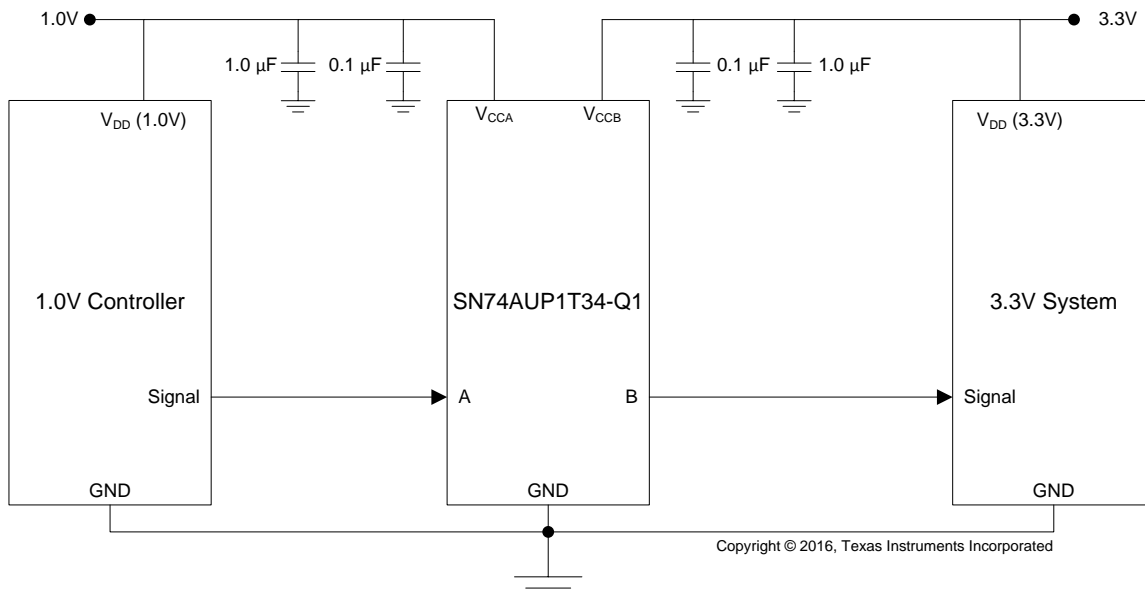 1.0V
3.3V
1.0 µF
0.1 µF
0.1 µF
1.0 µF
VDD (1.0V)
VCCA
VCCB
VDD (3.3V)
1.0V Controller
SN74AUP1T34-Q1
3.3V System
Signal
A
B
Signal
GND
GND
GND
Copyright © 2016, Texas Instruments Incorporated